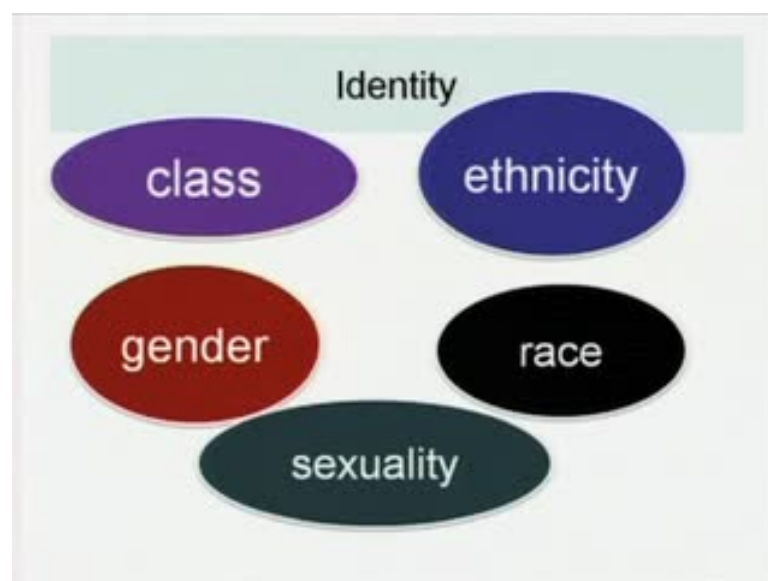 Identity
class
ethnicity
gender
race
sexuality